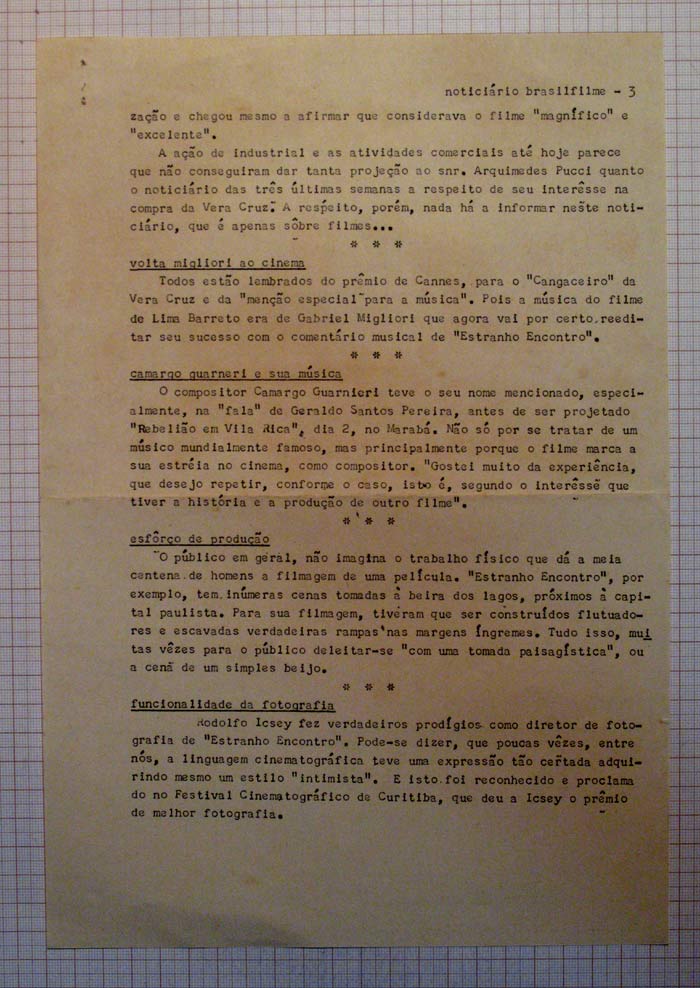 noticiário brasilfilme - 3
zação e chegou mesmo a afirmar que considerava o filme "magnífico" e
"excelente".
A ação de industrial e as atividades comerciais até hoje parece
que não conseguiram dar tanta projeção ao snr. Arquimedes Pucci quanto
o noticiário das três últimas semanas a respeito de seu interêsse na
compra da Vera Cruz. A respeito, porém, nada há a informar neste noti-
ciário, que é apenas sôbre filmes...
* * *
volta migliori ao cinema
Todos estão lembrados do prêmio de Cannes, para o "Cangaceiro" da
Vera Cruz e da "menção especial para a música". Pois a música do filme
de Lima Barreto era de Gabriel Migliori que agora vai por certo reedi-
tar seu sucesso com o comentário musical de "Estranho Encontro".
* * *
camargo guarneri e sua música
O compositor Camargo Guarnieri teve o seu nome mencionado, especi-
almente, na "fala" de Geraldo Santos Pereira, antes de ser projetado
"Rebelião em Vila Rica", dia 2, no Marabá. Não só por se tratar de um
músico mundialmente famoso, mas principalmente porque o filme marca a
sua estréia no cinema, como compositor. "Gostei muito da experiência,
que desejo repetir, conforme o caso, isto é, segundo o interêsse que
tiver a história e a produção de outro filme".
* * *
esfôrço de produção
O público em geral, não imagina o trabalho físico que dá a meia
centena de homens a filmagem de uma película. "Estranho Encontro", por
exemplo, tem inúmeras cenas tomadas à beira dos lagos, próximos à capi-
tal paulista. Para sua filmagem, tiveram que ser construídos flutuado-
res e escavadas verdadeiras rampas nas margens íngremes. Tudo isso, mui
tas vêzes para o público deleitar-se "com uma tomada paisagística", ou
a cena de um simples beijo.
* * *
funcionalidade da fotografia
Rodolfo Icsey fez verdadeiros prodígios como diretor de foto-
grafia de "Estranho Encontro". Pode-se dizer, que poucas vêzes, entre
nós, a linguagem cinematográfica teve uma expressão tão certada adqui-
rindo mesmo um estilo "intimista". E isto foi reconhecido e proclama
do no Festival Cinematográfico de Curitiba, que deu a Icsey o prêmio
de melhor fotografia.